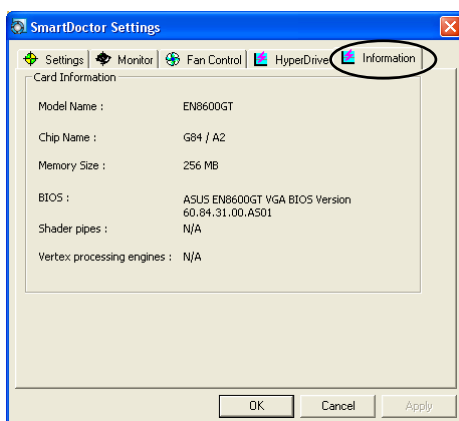 SmartDoctor Settings
Settings Monitor Fan Control HyperDrive Information
Card Information
Model Name : EN8600GT
Chip Name : G84 / A2
Memory Size : 256 MB
BIOS : ASUS EN8600GT VGA BIOS Version
60.84.31.00.AS01
Shader pipes : N/A
Vertex processing engines : N/A
OK Cancel Apply